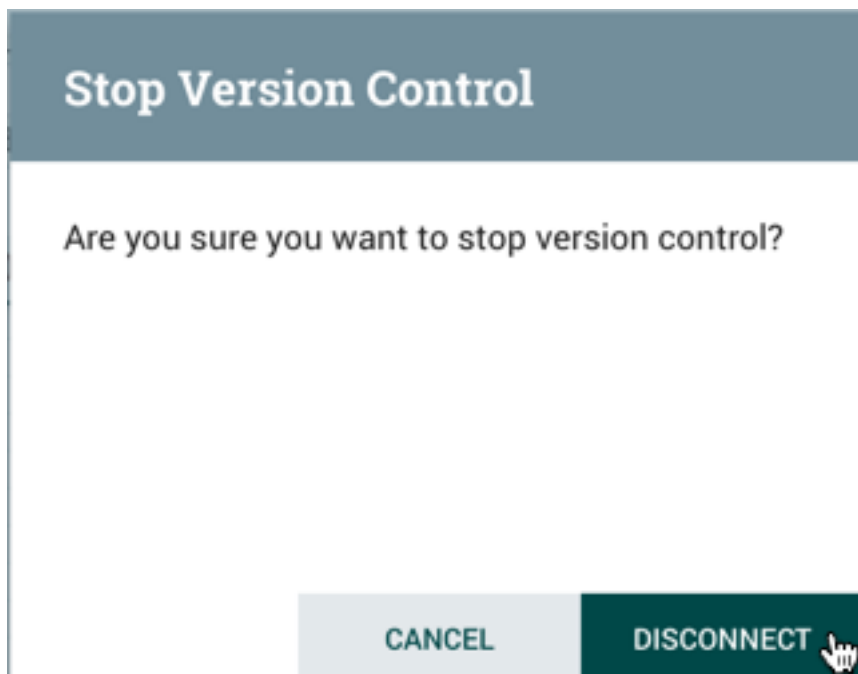 Stop Version Control
Are you sure you want to stop version control?
CANCEL
DISCONNECT